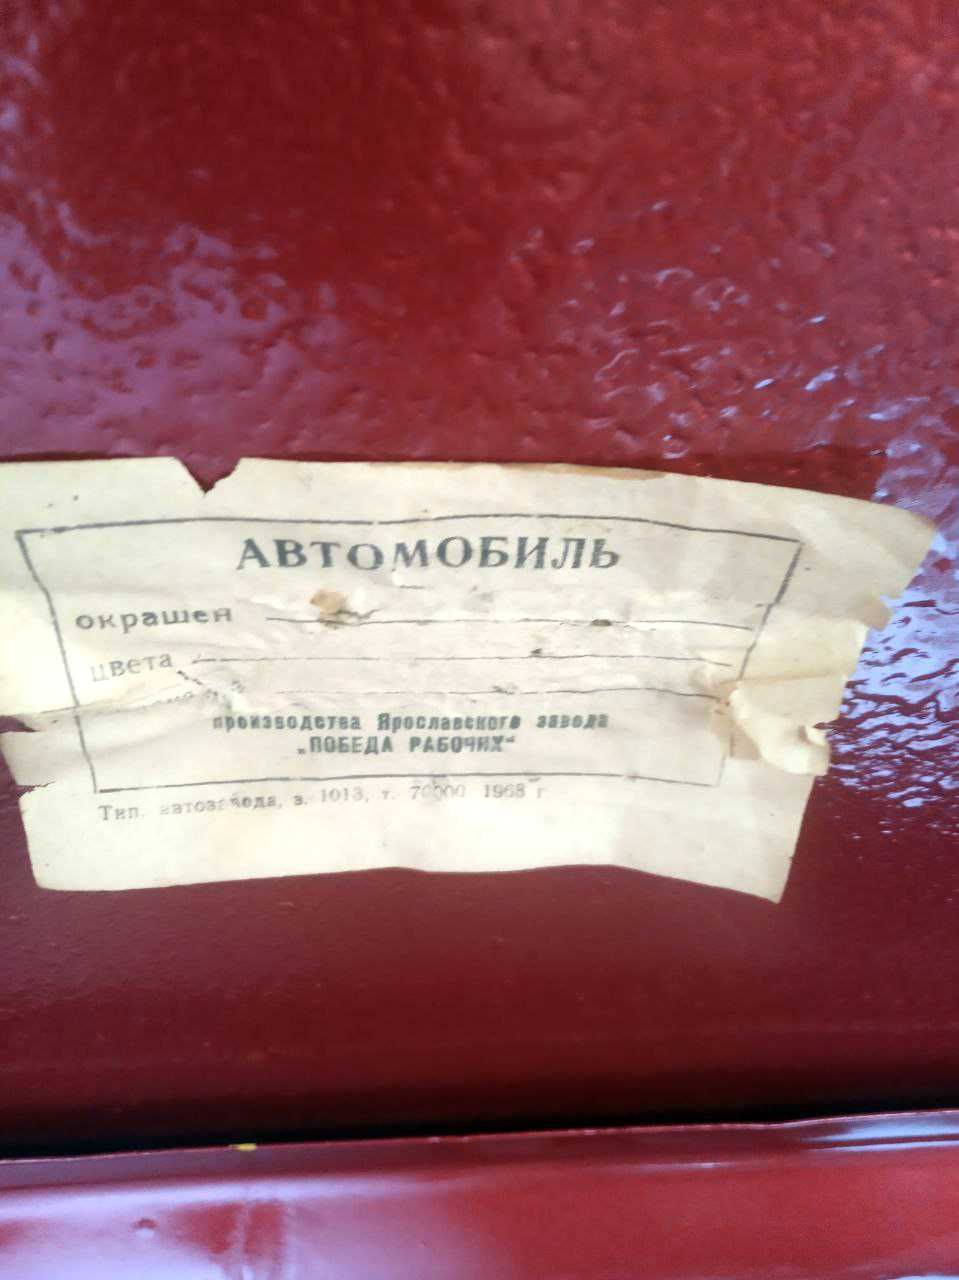 АВТОМОБИЛЬ
окрашен
цвета
производства Ярославского завода
„ПОБЕДА РАБОЧИХ“
Тип. автозавода, з. 1013, т. 70000 1968 г.